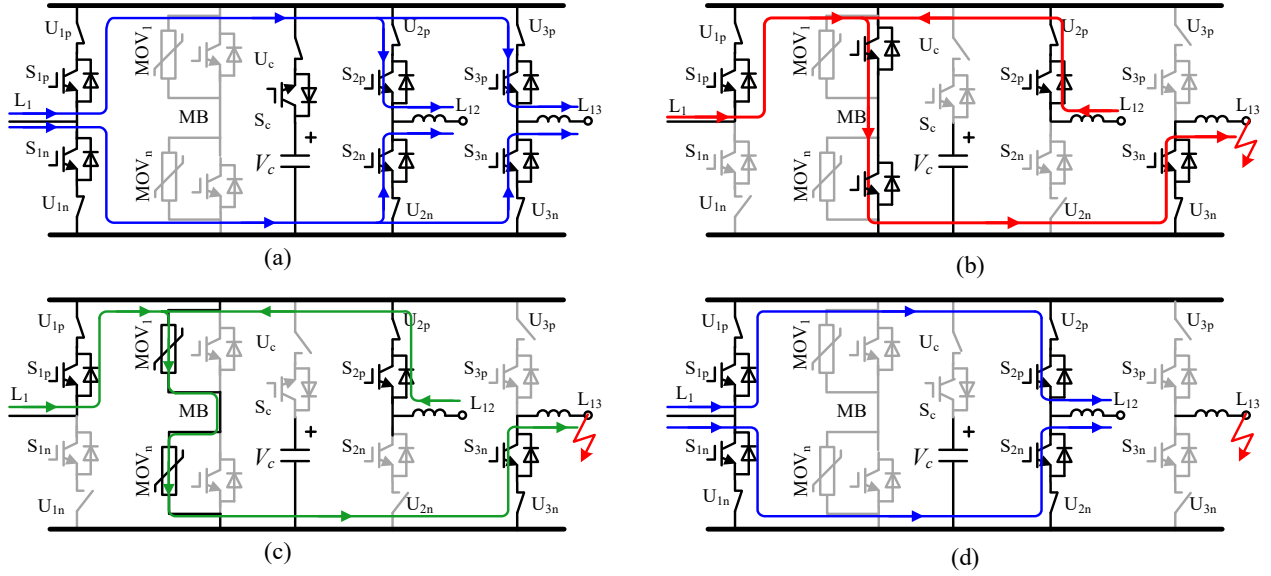 U1p MOV1 Uc U2p U3p
S1p S2p S3p
L1 MB Sc + L12 L13
S1n MOVn Vc S2n S3n
U1n U2n U3n
(a)
U1p MOV1 Uc U2p U3p
S1p S2p S3p
L1 MB Sc + L12 L13
S1n MOVn Vc S2n S3n
U1n U2n U3n
(b)
U1p MOV1 Uc U2p U3p
S1p S2p S3p
L1 MB Sc + L12 L13
S1n MOVn Vc S2n S3n
U1n U2n U3n
(c)
U1p MOV1 Uc U2p U3p
S1p S2p S3p
L1 MB Sc + L12 L13
S1n MOVn Vc S2n S3n
U1n U2n U3n
(d)